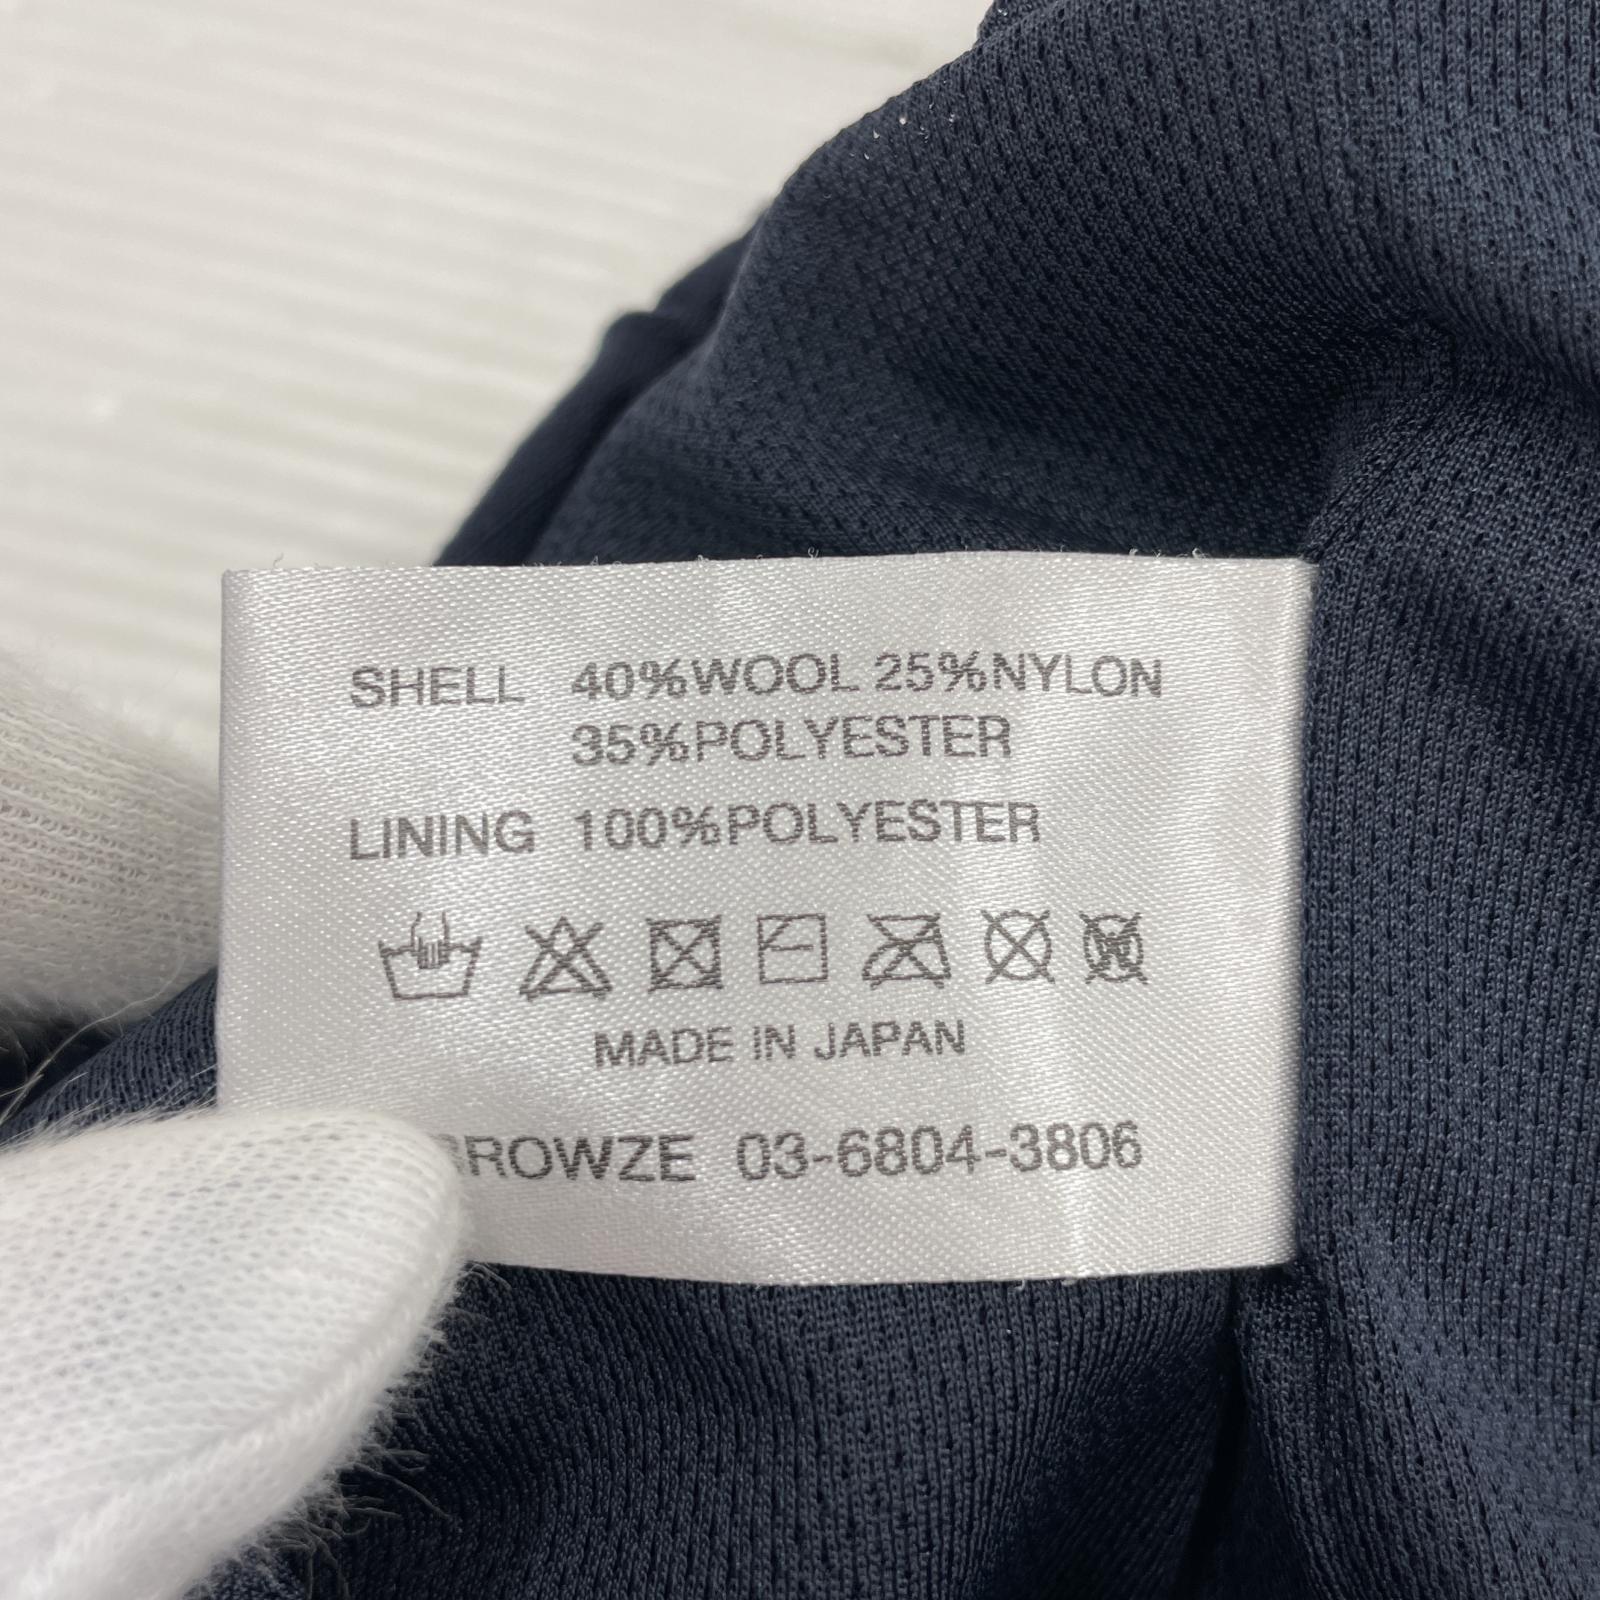 SHELL 40%WOOL 25%NYLON
35%POLYESTER
LINING 100%POLYESTER
W
MADE IN JAPAN
03-6804-3806